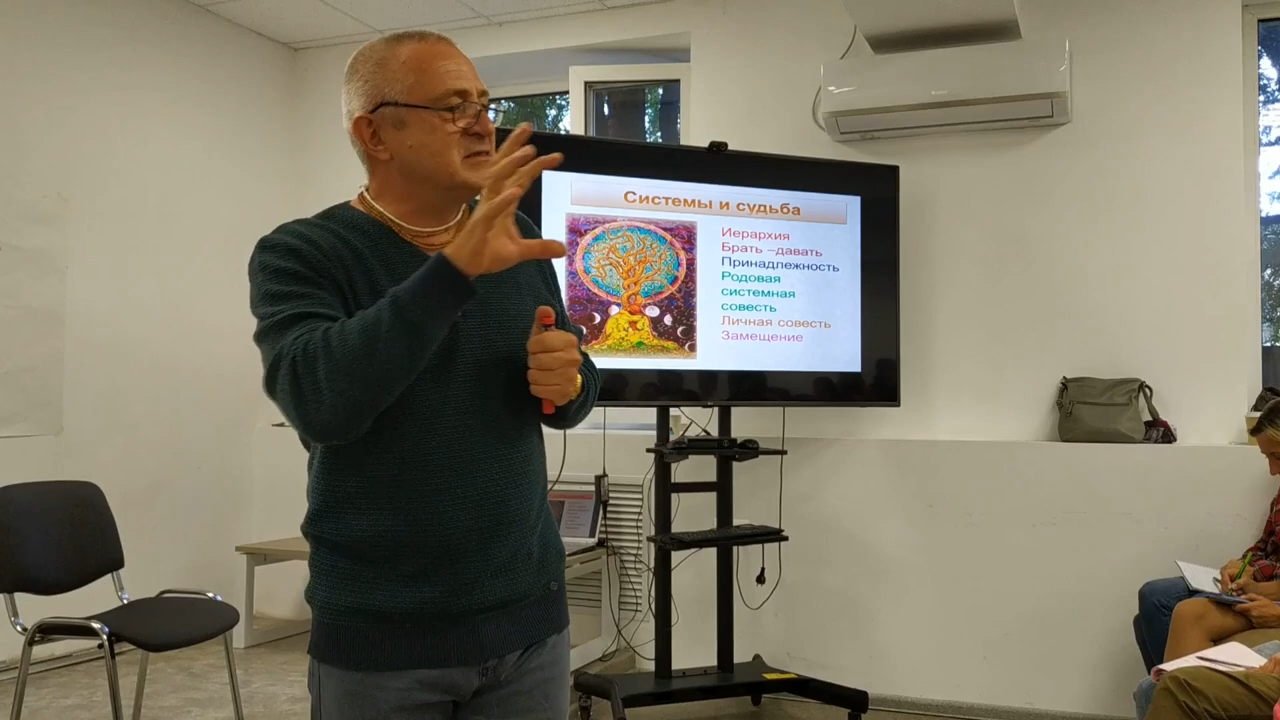 Системы и судьба
Иерархия
Брать –давать
Принадлежность
Родовая
системная
совесть
Личная совесть
Замещение